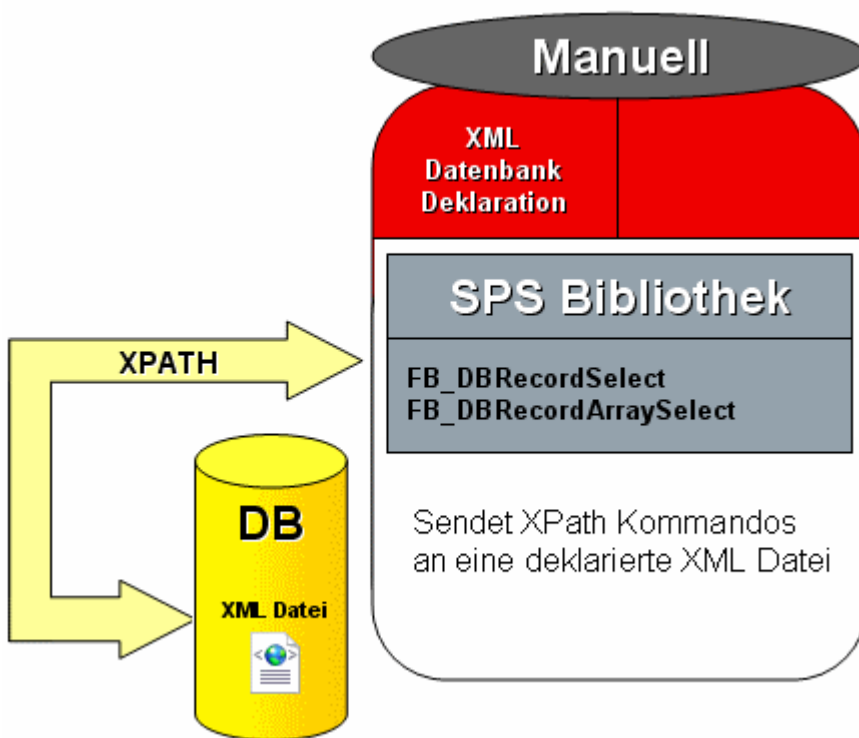 Manuell
XML
Datenbank
Deklaration
SPS Bibliothek
XPATH
FB_DBRecordSelect
FB_DBRecordArraySelect
DB
XML Datei
Sendet XPath Kommandos
an eine deklarierte XML Datei